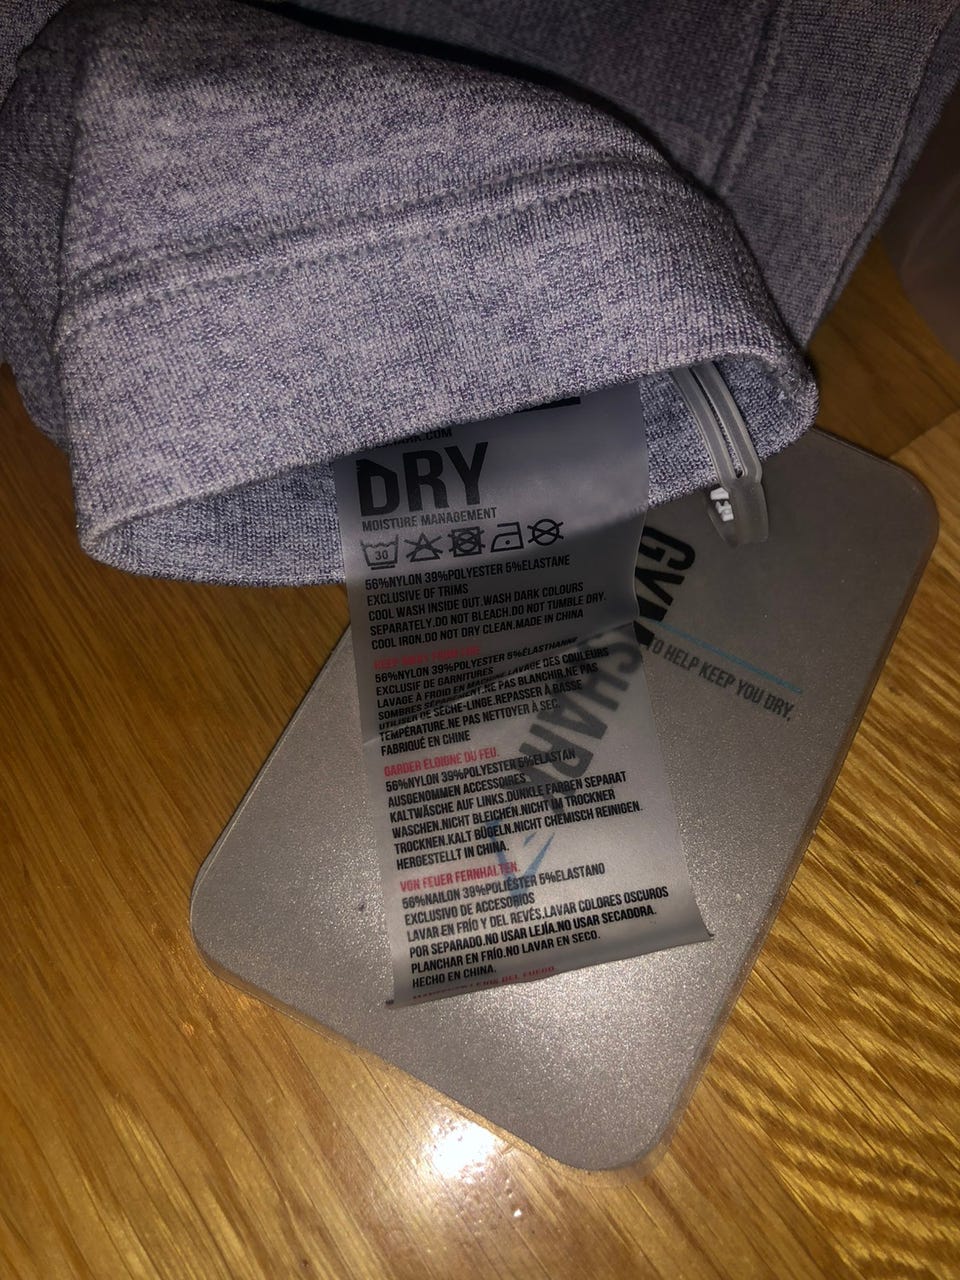 DRY
MOISTURE MANAGEMENT
30
56%NYLON 39%POLYESTER 5%ELASTANE
EXCLUSIVE OF TRIMS
COOL WASH INSIDE OUT.WASH DARK COLOURS
SEPARATELY.DO NOT BLEACH.DO NOT TUMBLE DRY.
COOL IRON.DO NOT DRY CLEAN.MADE IN CHINA
KEEP AWAY FROM FIRE
56%NYLON 39%POLYESTER 5%ÉLASTHANNE
EXCLUSIF DE GARNITURES
LAVAGE À FROID EN MACHINE LAVAGE DES COULEURS
SOMBRES SÉPARÉMENT.NE PAS BLANCHIR.NE PAS
UTILISER DE SÈCHE-LINGE.REPASSER À BASSE
TEMPÉRATURE.NE PAS NETTOYER À SEC.
FABRIQUÉ EN CHINE
GARDER ÉLOIGNÉ DU FEU.
56%NYLON 39%POLYESTER 5%ELASTAN
AUSGENOMMEN ACCESSOIRES
KALTWÄSCHE AUF LINKS.DUNKLE FARBEN SEPARAT
WASCHEN.NICHT BLEICHEN.NICHT IM TROCKNER
TROCKNEN.KALT BÜGELN.NICHT CHEMISCH REINIGEN.
HERGESTELLT IN CHINA.
VON FEUER FERNHALTEN.
56%NAILON 39%POLIÉSTER 5%ELASTANO
EXCLUSIVO DE ACCESORIOS
LAVAR EN FRÍO Y DEL REVÉS.LAVAR COLORES OSCUROS
POR SEPARADO.NO USAR LEJÍA.NO USAR SECADORA.
PLANCHAR EN FRÍO.NO LAVAR EN SECO.
HECHO EN CHINA.
GYMSHARK
TO HELP KEEP YOU DRY.